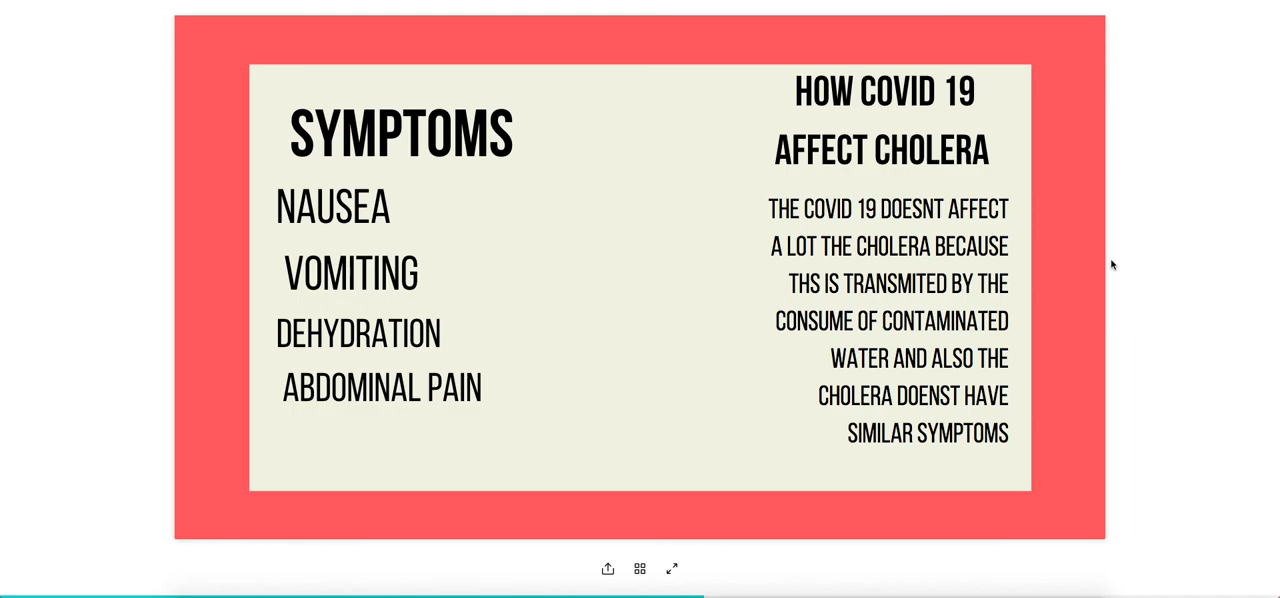 SYMPTOMS
NAUSEA
VOMITING
DEHYDRATION
ABDOMINAL PAIN
HOW COVID 19
AFFECT CHOLERA
THE COVID 19 DOESNT AFFECT
A LOT THE CHOLERA BECAUSE
THS IS TRANSMITED BY THE
CONSUME OF CONTAMINATED
WATER AND ALSO THE
CHOLERA DOENST HAVE
SIMILAR SYMPTOMS